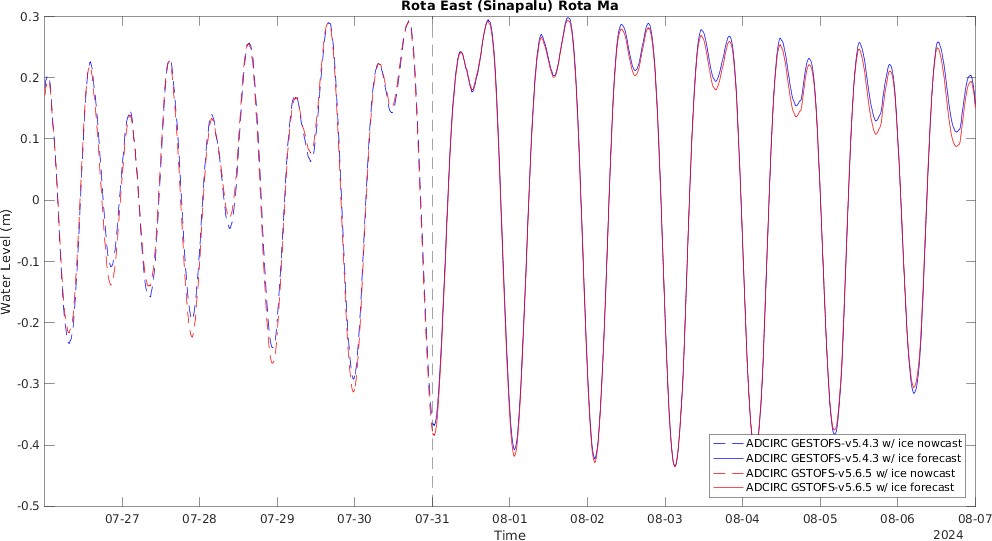 Rota East (Sinapalu) Rota Ma
0.3
0.2
0.1
0
-0.1
-0.2
-0.3
-0.4
-0.5
Water Level (m)
ADCIRC GESTOFS-v5.4.3 w/ ice nowcast
ADCIRC GESTOFS-v5.4.3 w/ ice forecast
ADCIRC GSTOFS-v5.6.5 w/ ice nowcast
ADCIRC GSTOFS-v5.6.5 w/ ice forecast
07-27 07-28 07-29 07-30 07-31 08-01 08-02 08-03 08-04 08-05 08-06 08-07
Time
2024